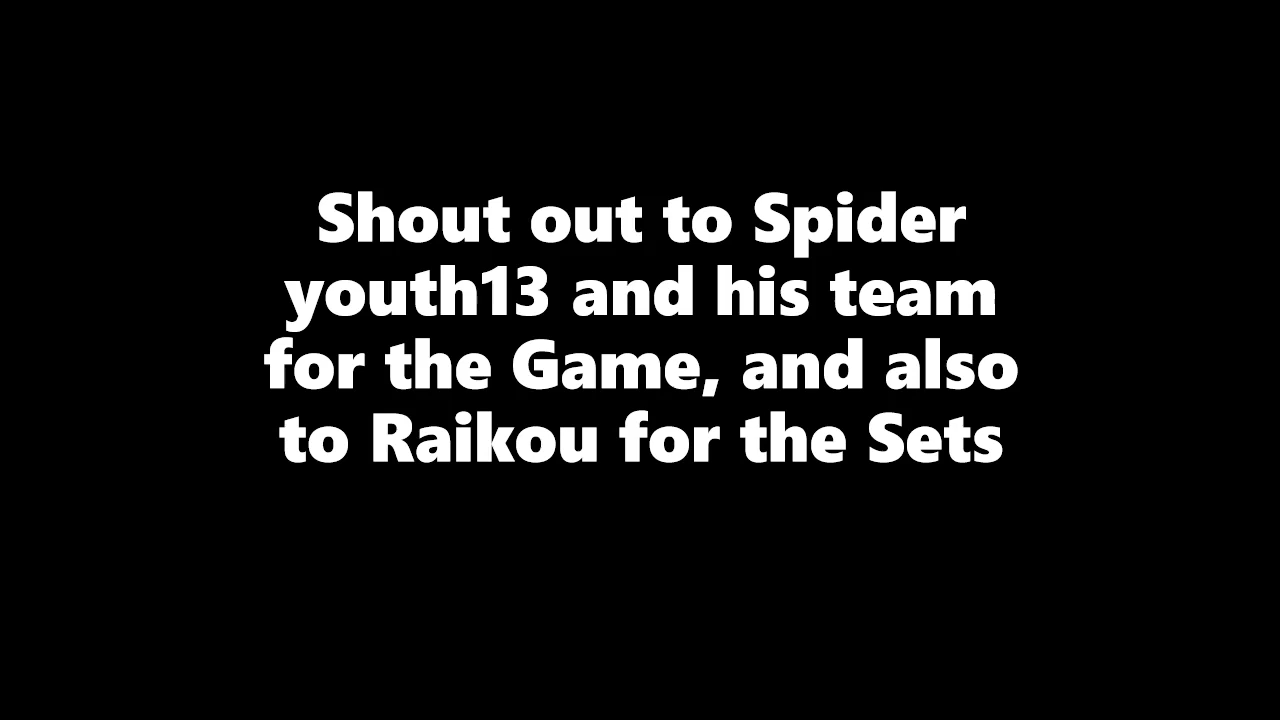 Shout out to Spider
youth13 and his team
for the Game, and also
to Raikou for the Sets